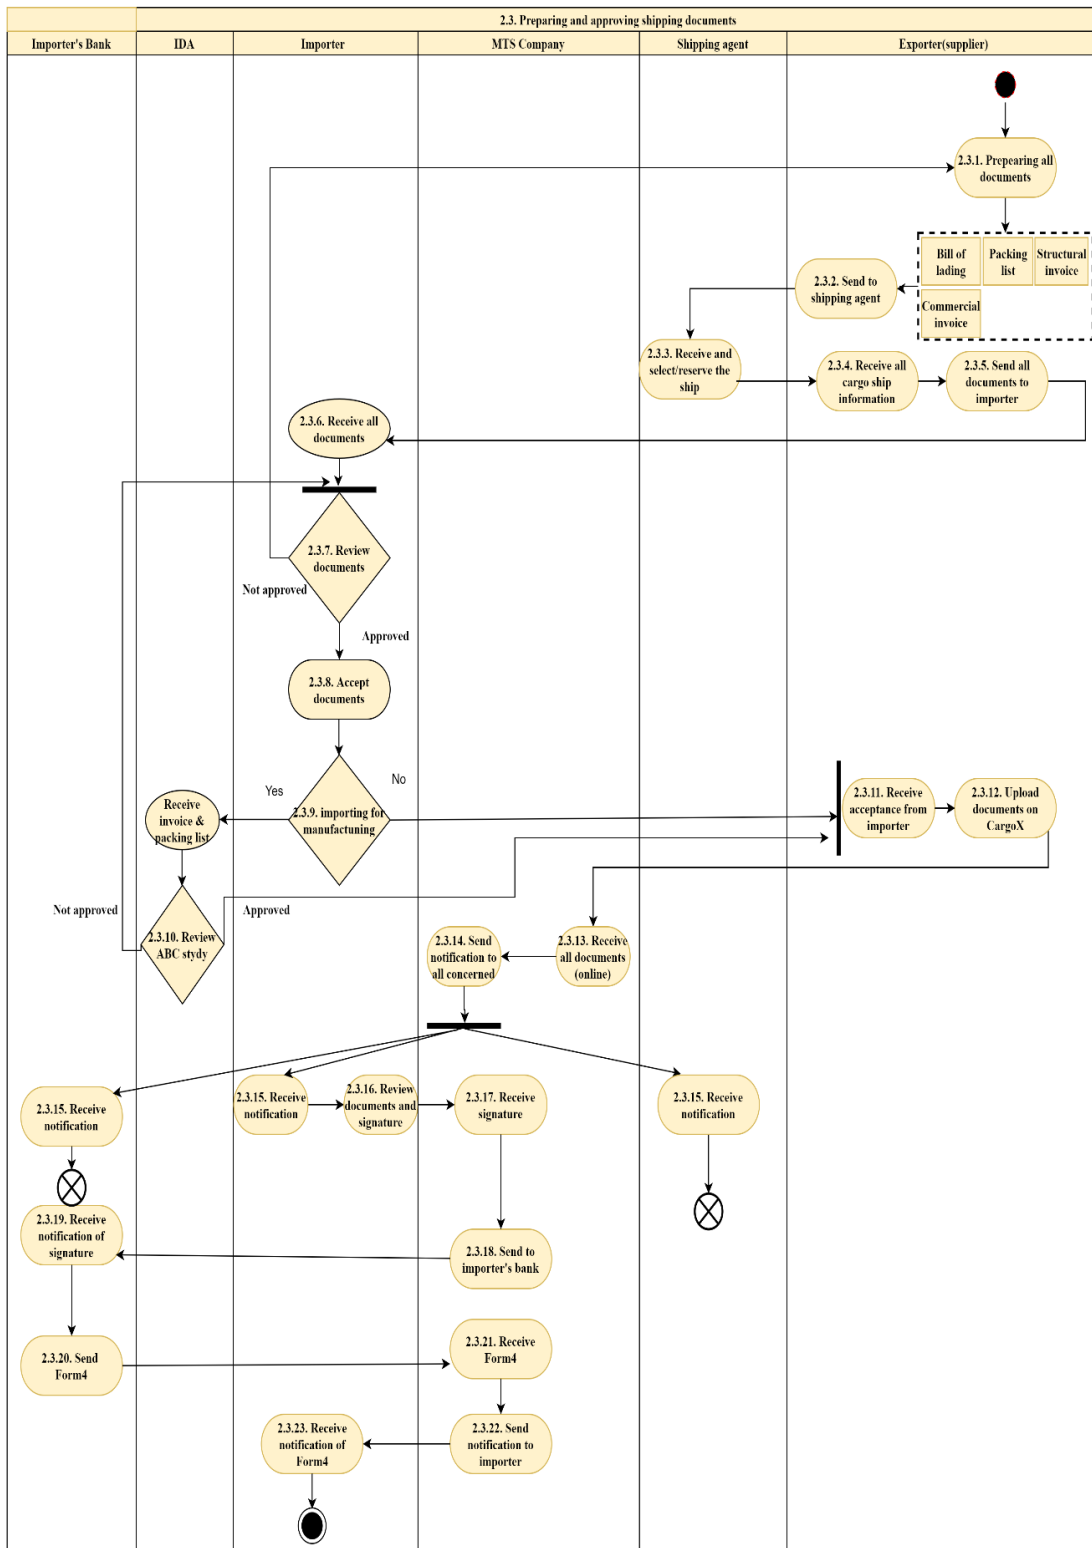 2.3. Preparing and approving shipping documents
Importer's Bank
IDA
Importer
MTS Company
Shipping agent
Exporter(supplier)
2.3.1. Prepearing all
documents
Bill of
lading
Packing
list
Structural
invoice
Commercial
invoice
2.3.2. Send to
shipping agent
2.3.3. Receive and
select/reserve the
ship
2.3.4. Receive all
cargo ship
information
2.3.5. Send all
documents to
importer
2.3.6. Receive all
documents
2.3.7. Review
documents
Not approved
Approved
2.3.8. Accept
documents
Yes
No
2.3.9. importing for
manufactuning
Receive
invoice &
packing list
2.3.11. Receive
acceptance from
importer
2.3.12. Upload
documents on
CargoX
Not approved
Approved
2.3.10. Review
ABC stydy
2.3.14. Send
notification to
all concerned
2.3.13. Receive
all documents
(online)
2.3.15. Receive
notification
2.3.15. Receive
notification
2.3.16. Review
documents and
signature
2.3.17. Receive
signature
2.3.15. Receive
notification
2.3.19. Receive
notification of
signature
2.3.18. Send to
importer's bank
2.3.20. Send
Form4
2.3.21. Receive
Form4
2.3.23. Receive
notification of
Form4
2.3.22. Send
notification to
importer